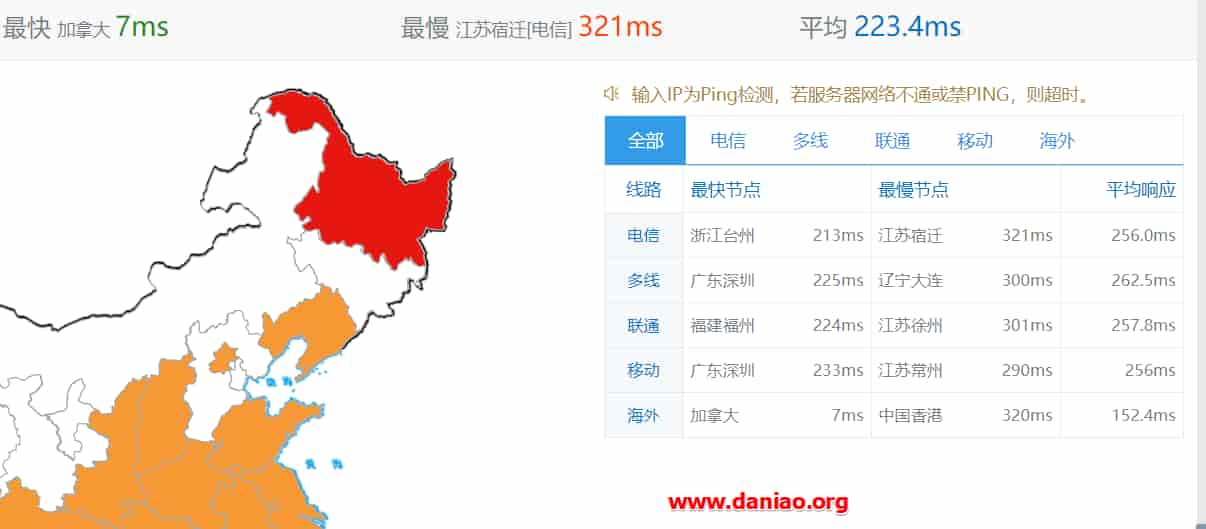 最快 加拿大 7ms 最慢 江苏宿迁[电信] 321ms 平均 223.4ms
输入IP为Ping检测，若服务器网络不通或禁PING，则超时。
全部 电信 多线 联通 移动 海外
线路 最快节点 最慢节点 平均响应
电信 浙江台州 213ms 江苏宿迁 321ms 256.0ms
多线 广东深圳 225ms 辽宁大连 300ms 262.5ms
联通 福建福州 224ms 江苏徐州 301ms 257.8ms
移动 广东深圳 233ms 江苏常州 290ms 256ms
海外 加拿大 7ms 中国香港 320ms 152.4ms
渤 海
黄 海
www.daniao.org